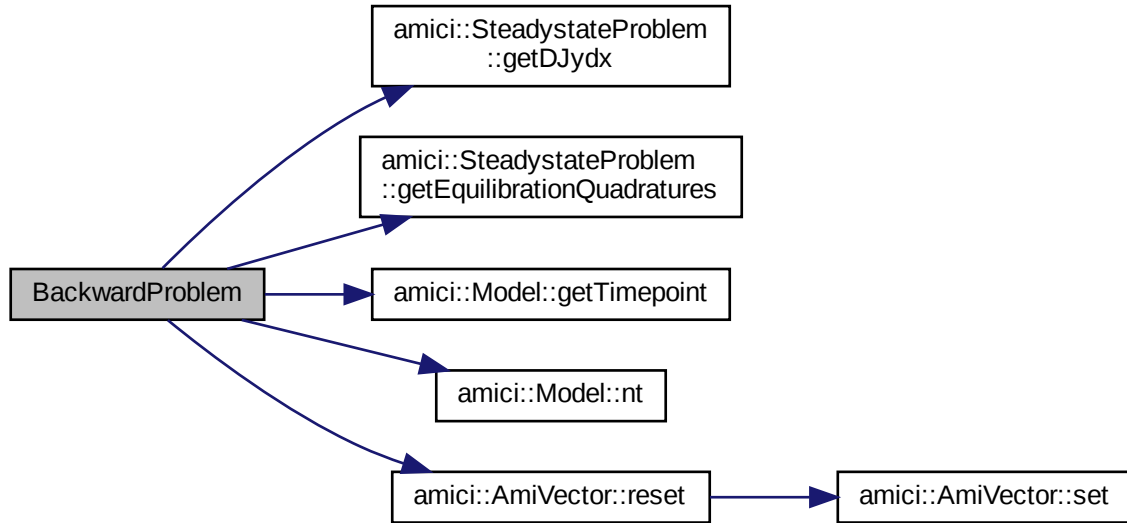 amici::SteadystateProblem
::getDJydx
amici::SteadystateProblem
::getEquilibrationQuadratures
BackwardProblem
amici::Model::getTimepoint
amici::Model::nt
amici::AmiVector::reset
amici::AmiVector::set